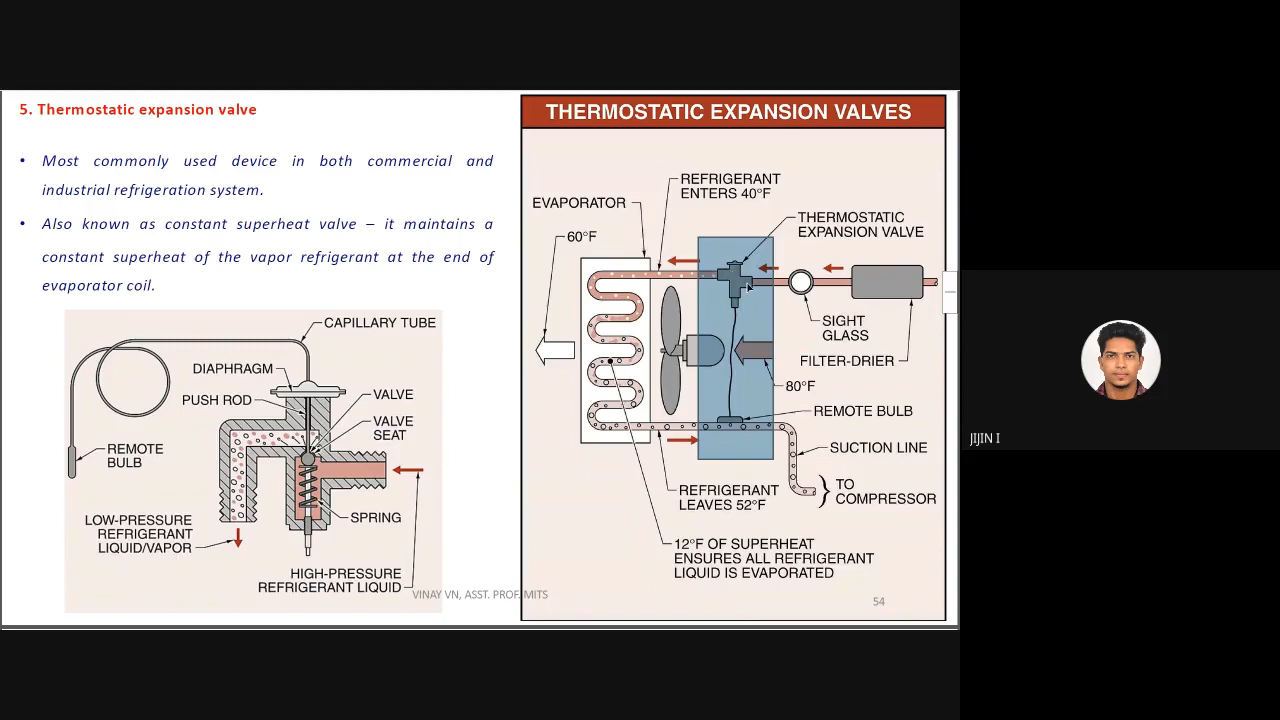 5. Thermostatic expansion valve
• Most commonly used device in both commercial and
industrial refrigeration system.
• Also known as constant superheat valve – it maintains a
constant superheat of the vapor refrigerant at the end of
evaporator coil.
CAPILLARY TUBE
DIAPHRAGM
PUSH ROD
VALVE
VALVE
SEAT
REMOTE
BULB
SPRING
LOW-PRESSURE
REFRIGERANT
LIQUID/VAPOR
HIGH-PRESSURE
REFRIGERANT LIQUID
VINAY VN, ASST. PROF. MITS
THERMOSTATIC EXPANSION VALVES
REFRIGERANT
ENTERS 40°F
EVAPORATOR
THERMOSTATIC
EXPANSION VALVE
60°F
SIGHT
GLASS
FILTER-DRIER
80°F
REMOTE BULB
SUCTION LINE
TO
COMPRESSOR
REFRIGERANT
LEAVES 52°F
12°F OF SUPERHEAT
ENSURES ALL REFRIGERANT
LIQUID IS EVAPORATED
54
JIJIN I